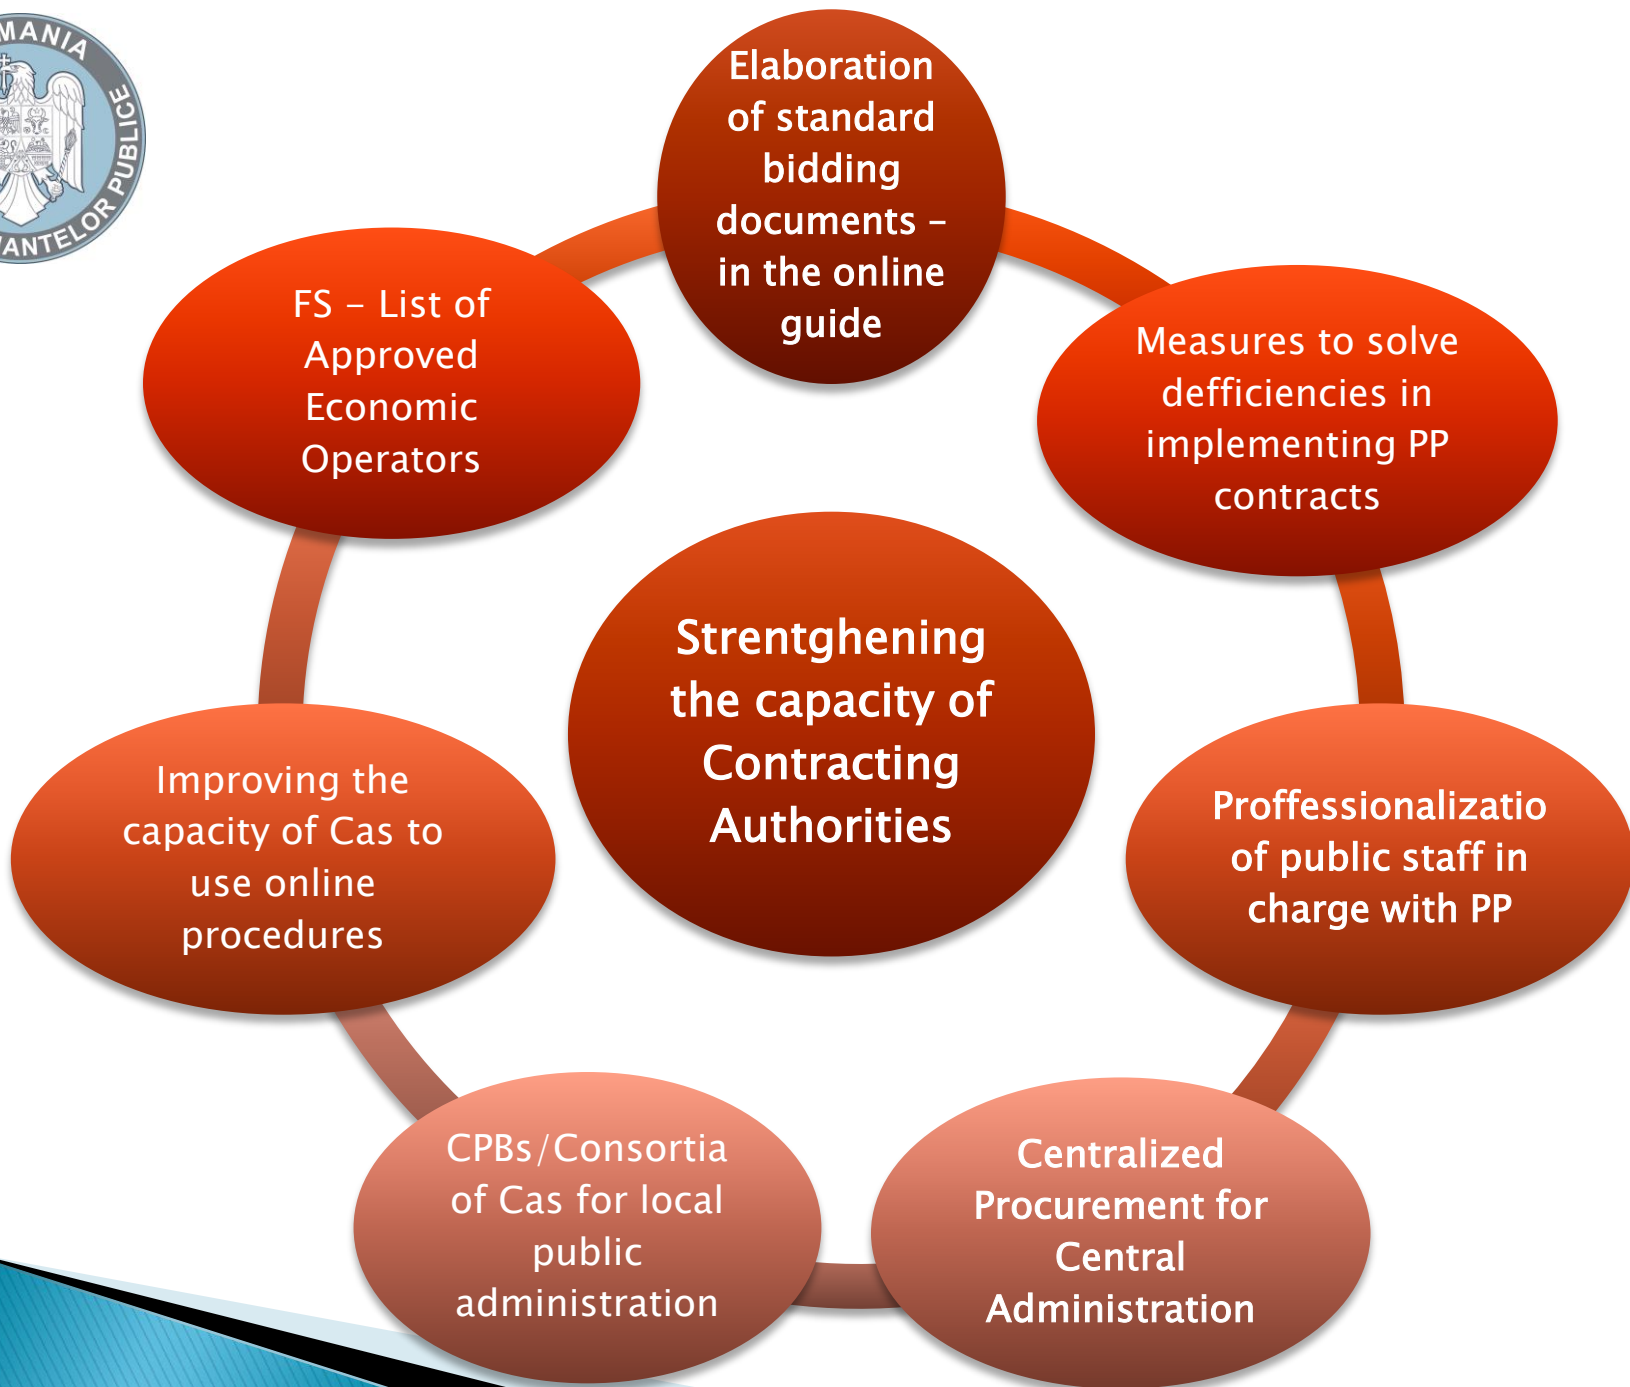 MANIA
ANTELOR PUBLICE
Elaboration
of standard
bidding
documents –
in the online
guide
Measures to solve
defficiencies in
implementing PP
contracts
Proffessionalizatio
of public staff in
charge with PP
Centralized
Procurement for
Central
Administration
CPBs/Consortia
of Cas for local
public
administration
Improving the
capacity of Cas to
use online
procedures
FS – List of
Approved
Economic
Operators
Strentghening
the capacity of
Contracting
Authorities